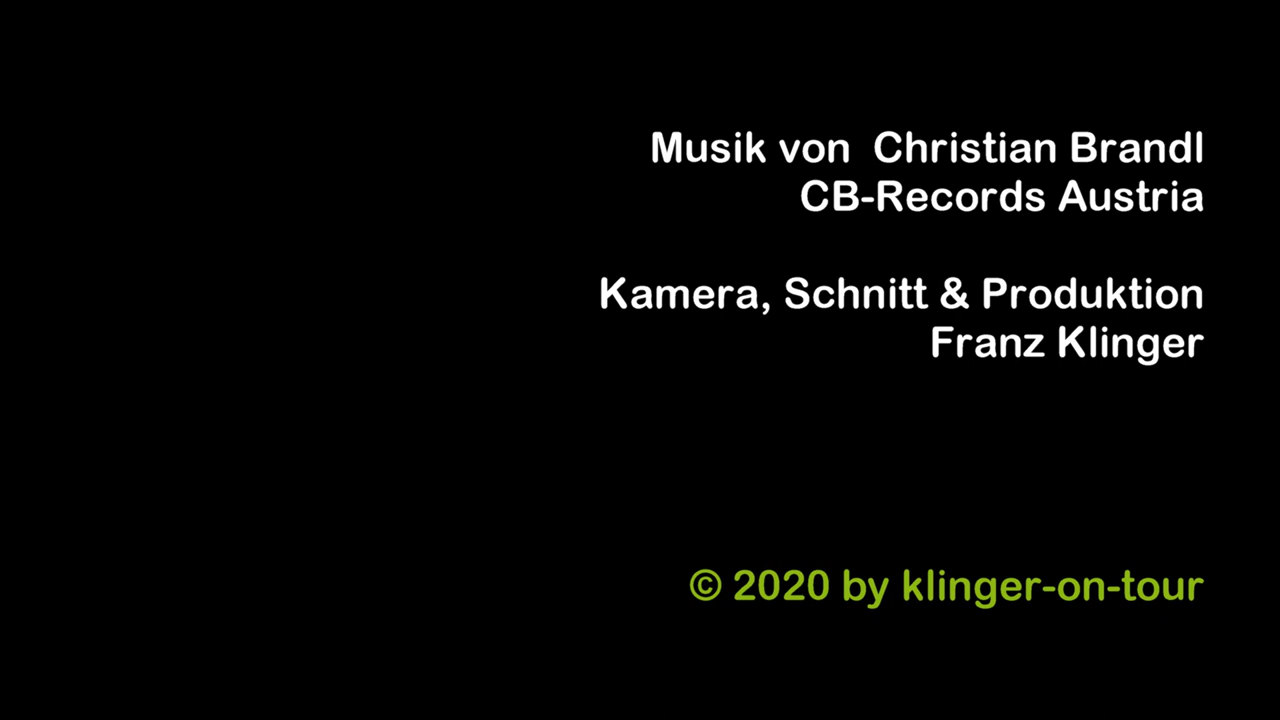 Musik von  Christian Brandl
CB-Records Austria
Kamera, Schnitt & Produktion
Franz Klinger
© 2020 by klinger-on-tour